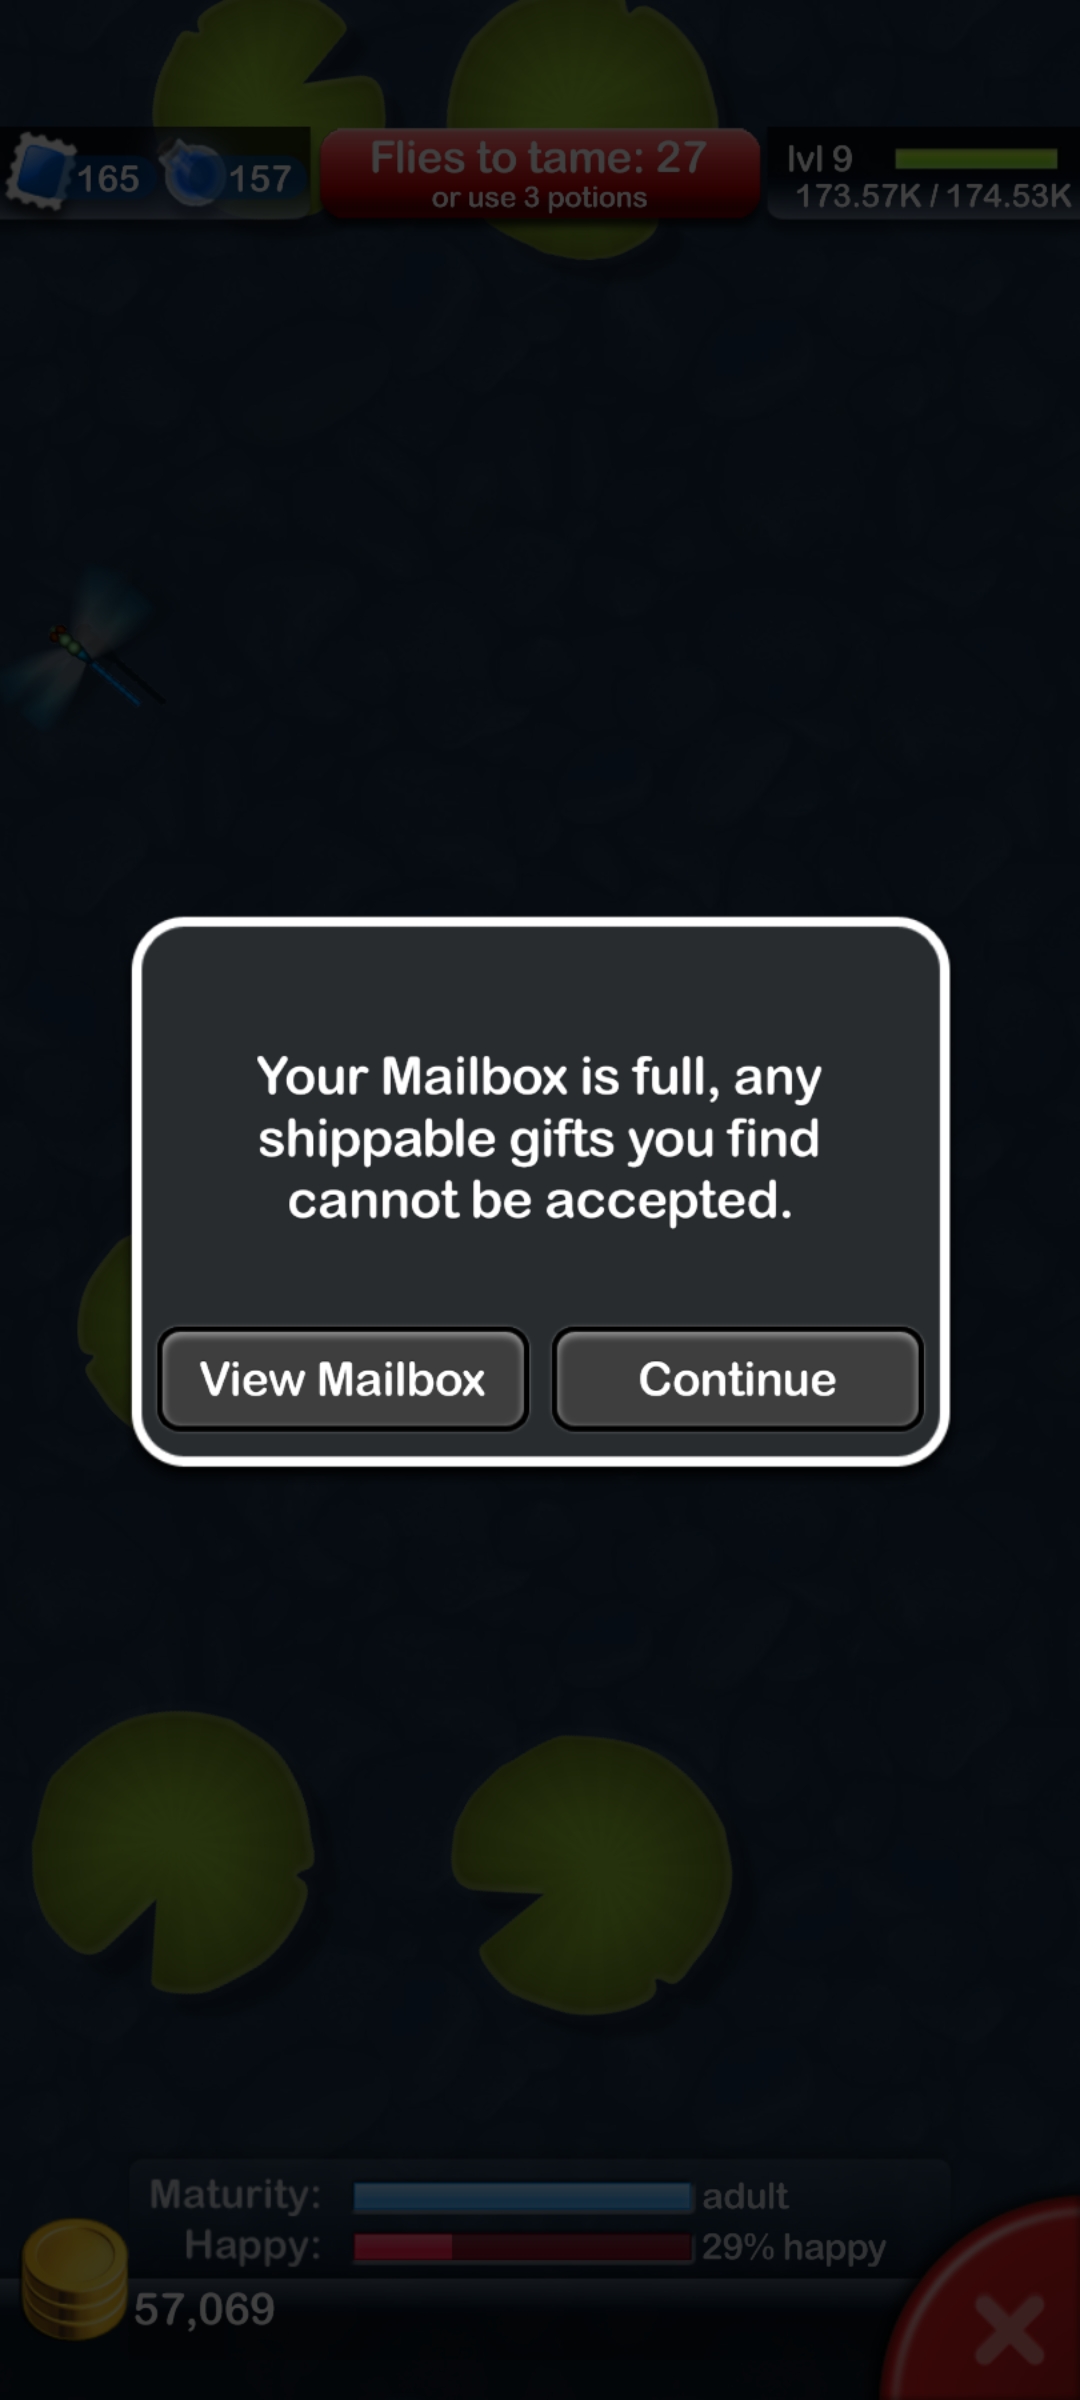 165
157
Flies to tame: 27
or use 3 potions
lvl 9
173.57K / 174.53K
Your Mailbox is full, any
shippable gifts you find
cannot be accepted.
View Mailbox
Continue
Maturity:
adult
Happy:
29% happy
57,069